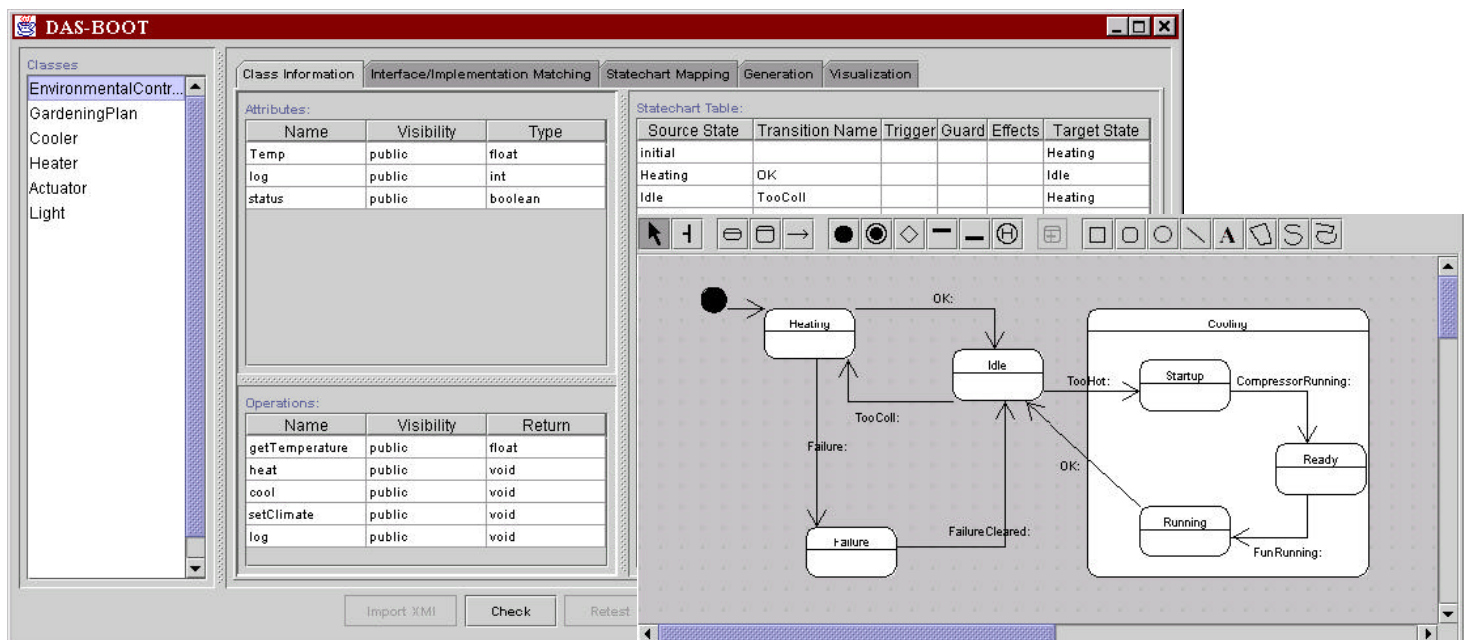 DAS-BOOT
Classes
EnvironmentalContr...
GardeningPlan
Cooler
Heater
Actuator
Light
Class Information Interface/Implementation Matching Statechart Mapping Generation Visualization
Attributes:
Name Visibility Type
Temp public float
log public int
status public boolean
Operations:
Name Visibility Return
getTemperature public float
heat public void
cool public void
setClimate public void
log public void
Statechart Table:
Source State Transition Name Trigger Guard Effects Target State
initial Heating
Heating OK Idle
Idle TooColl Heating
A
H
Heating
OK:
Idle
Cooling
TooHot:
Startup
CompressorRunning:
TooColl:
Failure:
OK:
Ready
Failure
FailureCleared:
Running
FunRunning:
Import XMI Check Retest